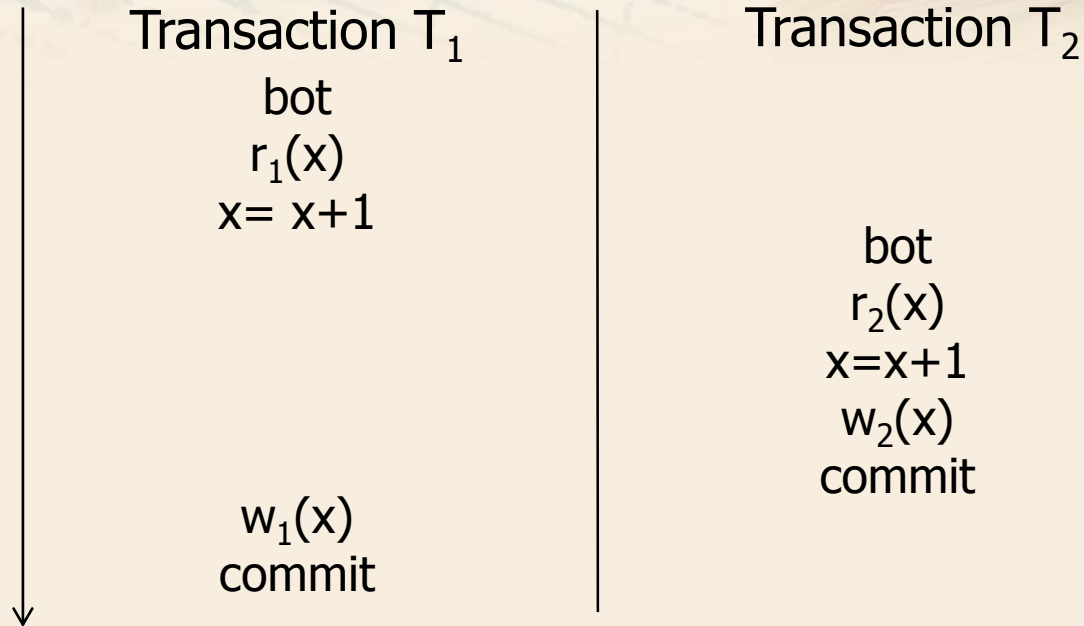 Transaction T₁
bot
r₁(x)
x= x+1
w₁(x)
commit
Transaction T₂
bot
r₂(x)
x=x+1
w₂(x)
commit